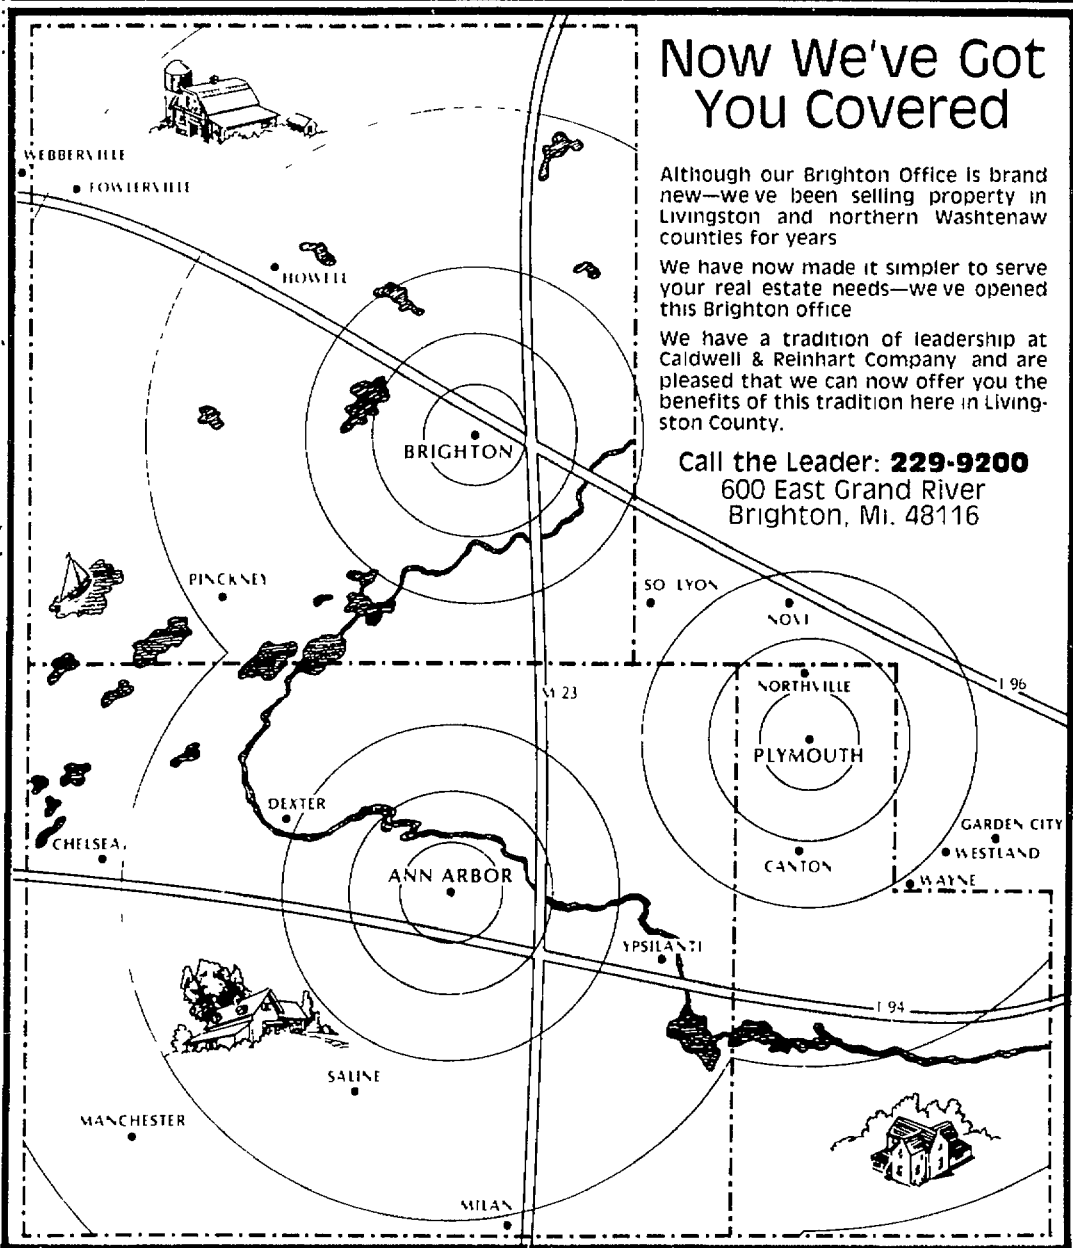 Now We've Got
You Covered
Although our Brighton Office is brand
new—we've been selling property in
Livingston and northern Washtenaw
counties for years
We have now made it simpler to serve
your real estate needs—we've opened
this Brighton office
We have a tradition of leadership at
Caldwell & Reinhart Company and are
pleased that we can now offer you the
benefits of this tradition here in Living-
ston County.
Call the Leader: 229-9200
600 East Grand River
Brighton, Mi. 48116
WEBBERVILLE
FOWLERVILLE
HOWELL
BRIGHTON
PINCKNEY
SO LYON
NOVI
M 23
NORTHVILLE
I 96
PLYMOUTH
DEXTER
GARDEN CITY
CHELSEA
WESTLAND
CANTON
ANN ARBOR
WAYNE
YPSILANTI
I 94
SALINE
MANCHESTER
MILAN